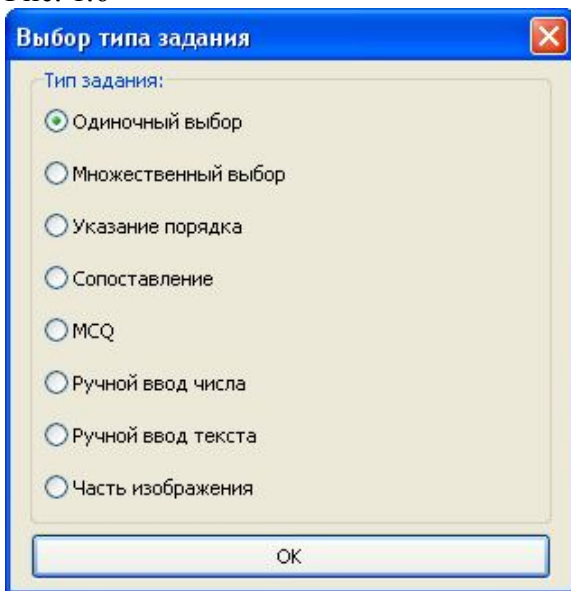 Выбор типа задания
Тип задания:
Одиночный выбор
Множественный выбор
Указание порядка
Сопоставление
MCQ
Ручной ввод числа
Ручной ввод текста
Часть изображения
OK